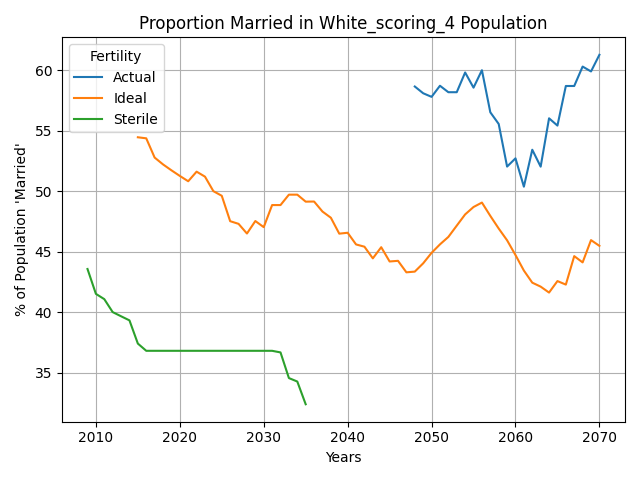 Proportion Married in White_scoring_4 Population
Fertility
Actual
Ideal
Sterile
% of Population 'Married'
60
55
50
45
40
35
2010 2020 2030 2040 2050 2060 2070
Years